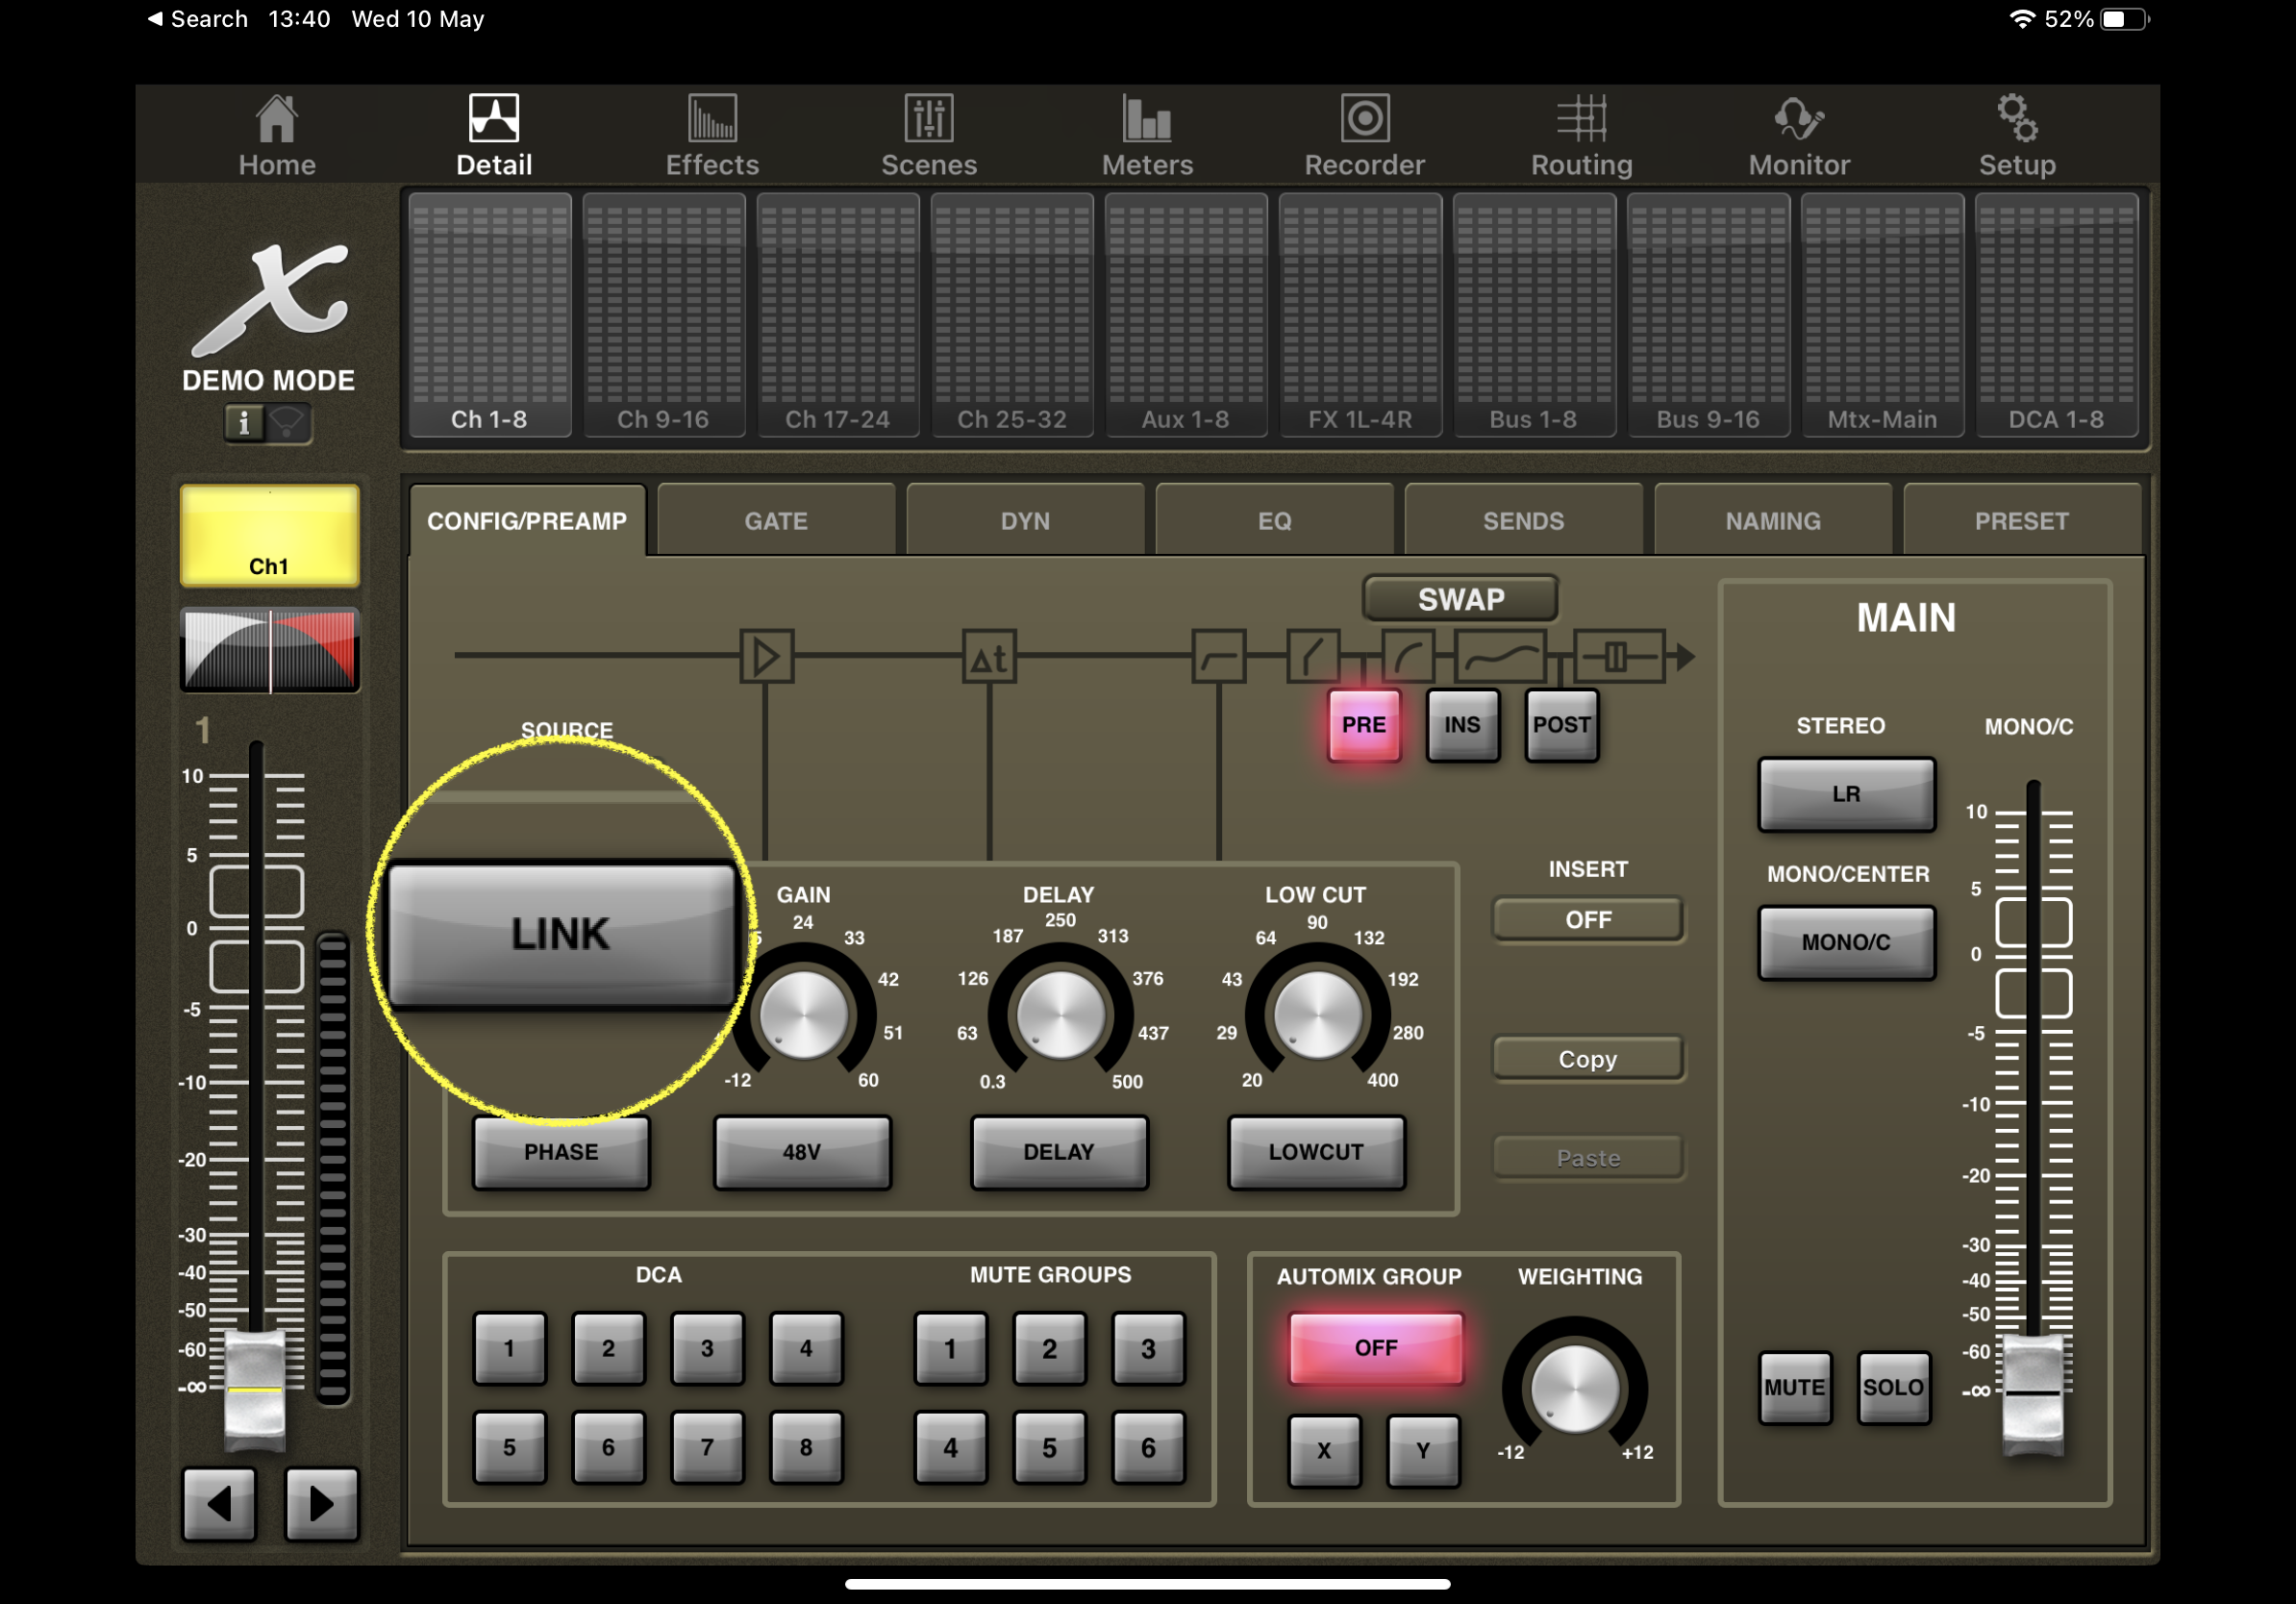 Search 13:40 Wed 10 May
52%
Home Detail Effects Scenes Meters Recorder Routing Monitor Setup
X
DEMO MODE
i
Ch 1-8 Ch 9-16 Ch 17-24 Ch 25-32 Aux 1-8 FX 1L-4R Bus 1-8 Bus 9-16 Mtx-Main DCA 1-8
Ch1
1
10
5
0
-5
-10
-20
-30
-40
-50
-60
-∞
CONFIG/PREAMP GATE DYN EQ SENDS NAMING PRESET
SWAP
Δt
PRE INS POST
SOURCE
LINK
PHASE
GAIN
24
33
42
51
-12 60
48V
DELAY
250
187 313
126 376
63 437
0.3 500
DELAY
LOW CUT
90
64 132
43 192
29 280
20 400
LOWCUT
INSERT
OFF
Copy
Paste
DCA
1 2 3 4
5 6 7 8
MUTE GROUPS
1 2 3
4 5 6
AUTOMIX GROUP
OFF
X Y
WEIGHTING
-12 +12
MAIN
STEREO
LR
MONO/CENTER
MONO/C
MUTE SOLO
MONO/C
10
5
0
-5
-10
-20
-30
-40
-50
-60
-∞